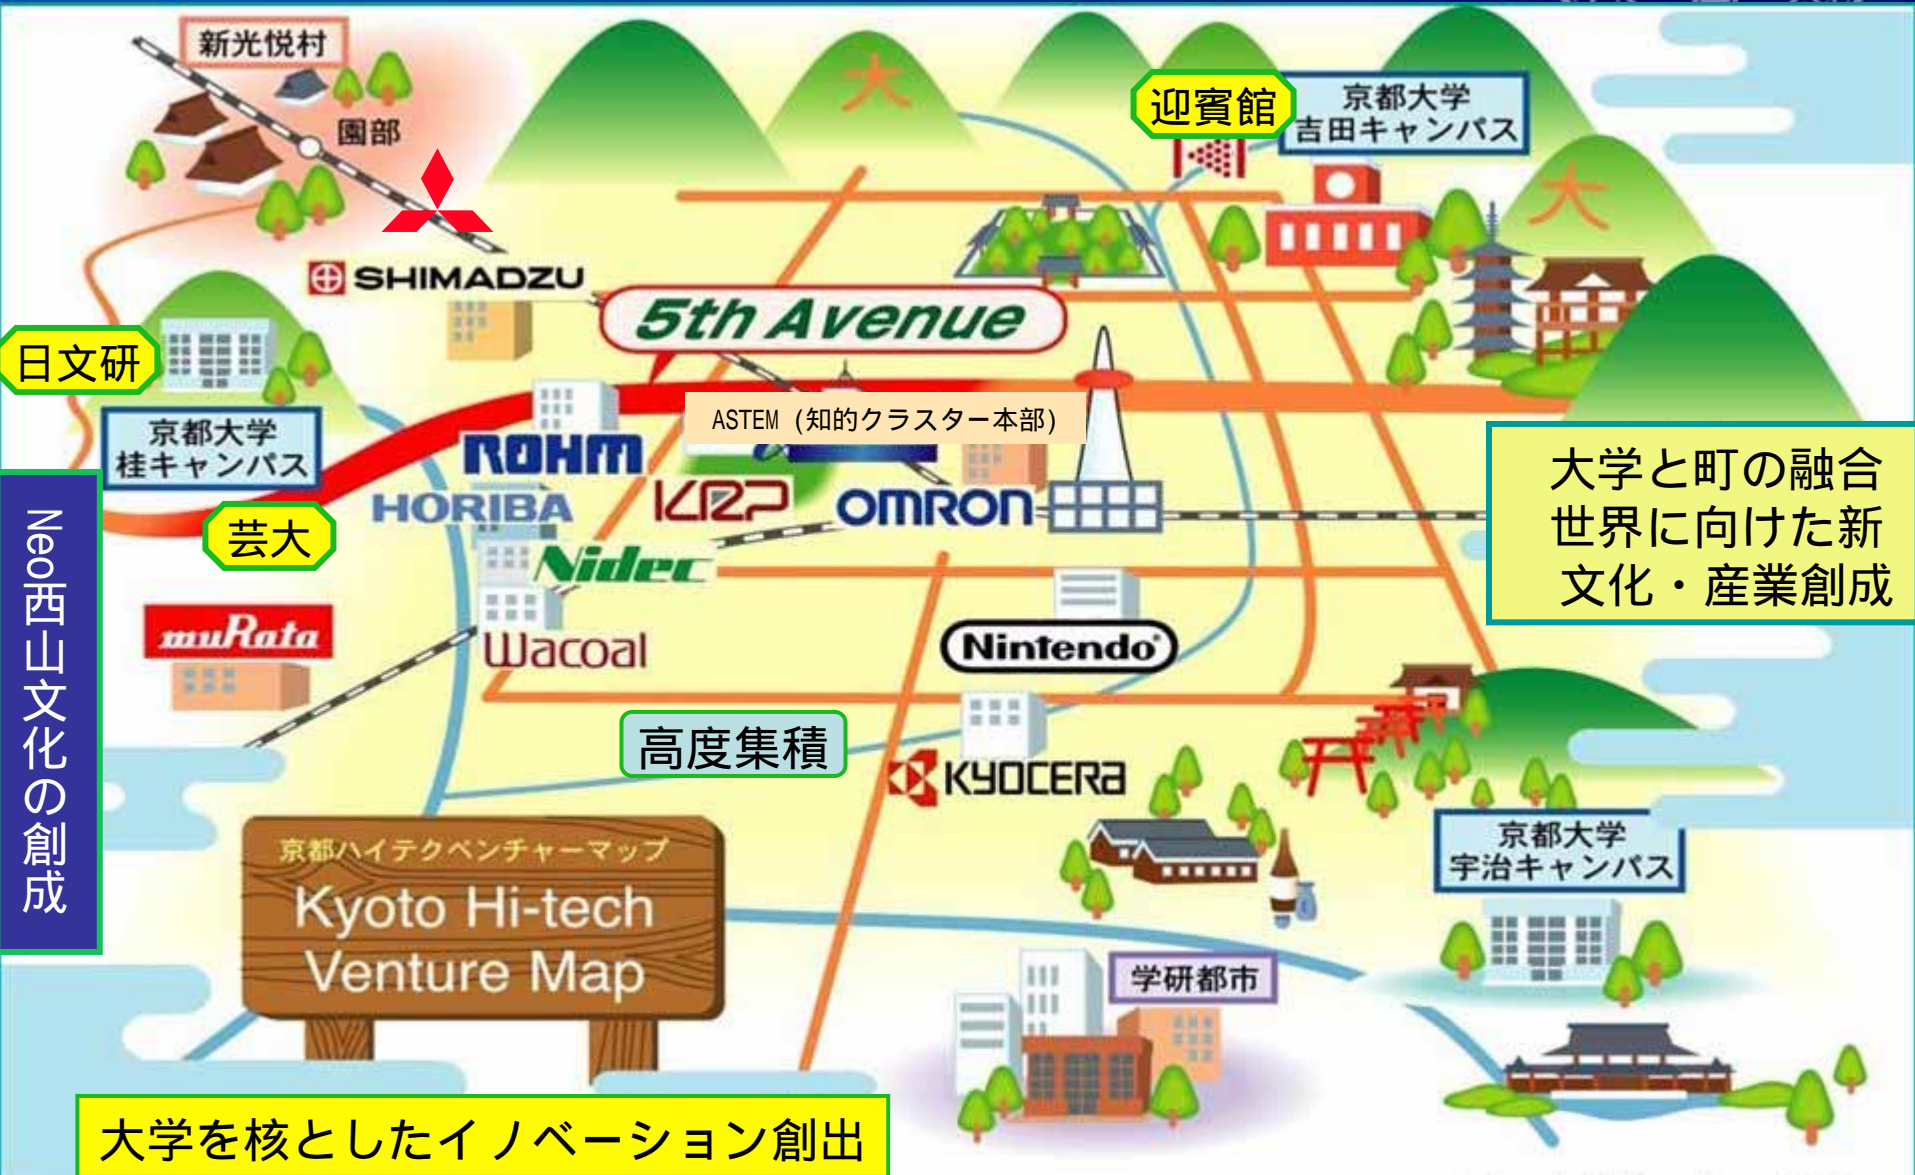 新光悦村
園部
大
迎賓館
京都大学
吉田キャンパス
大
SHIMADZU
5th Avenue
日文研
京都大学
桂キャンパス
ROHM
ASTEM (知的クラスター本部)
HORIBA
KRP
OMRON
芸大
大学と町の融合
世界に向けた新
文化・産業創成
Neo西山文化の創成
Nidec
muRata
Wacoal
Nintendo
高度集積
KYOCERA
京都ハイテクベンチャーマップ
Kyoto Hi-tech
Venture Map
京都大学
宇治キャンパス
学研都市
大学を核としたイノベーション創出